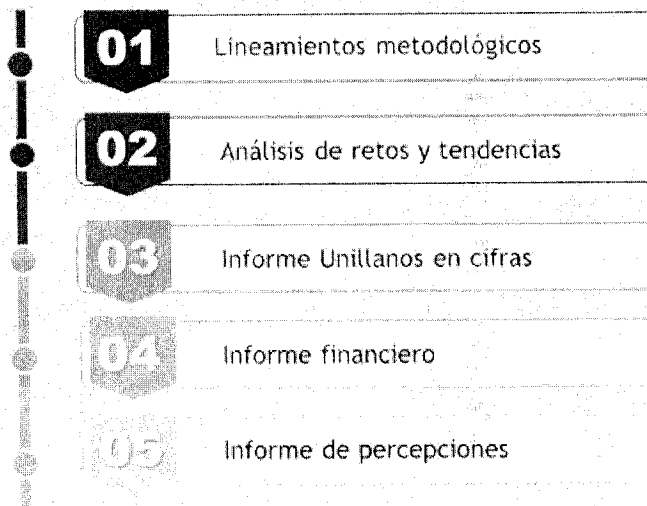 01 Lineamientos metodológicos
02 Análisis de retos y tendencias
03 Informe Unillanos en cifras
04 Informe financiero
05 Informe de percepciones